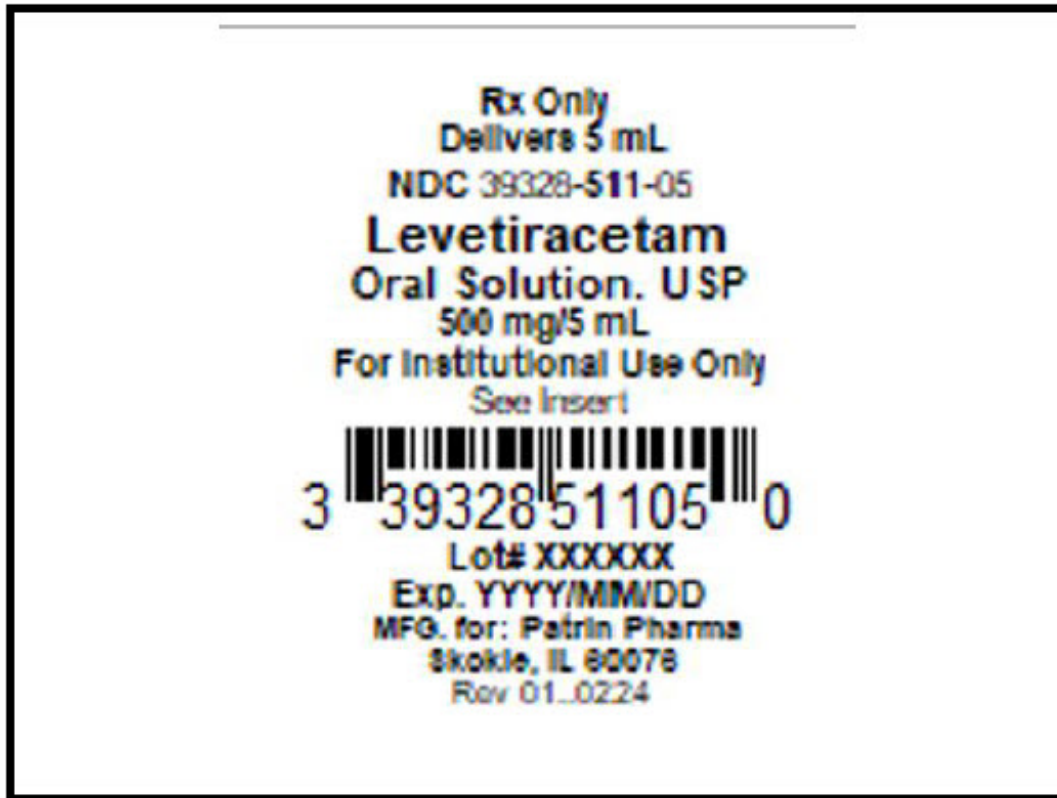 Rx Only
Delivers 5 mL
NDC 39328-511-05
Levetiracetam
Oral Solution. USP
500 mg/5 mL
For Institutional Use Only
See Insert
3 39328 51105 0
Lot# XXXXXX
Exp. YYYY/MM/DD
MFG. for: Patrin Pharma
Skokie, IL 60076
Rev 01..0224